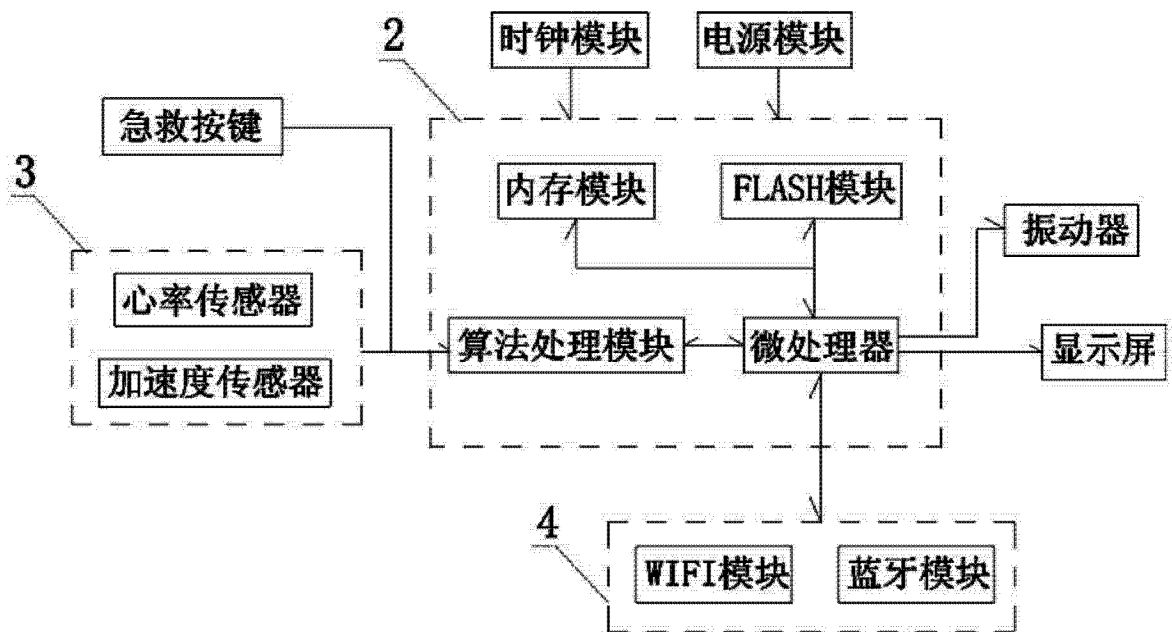 2
时钟模块
电源模块
急救按键
3
内存模块
FLASH模块
振动器
心率传感器
算法处理模块
微处理器
显示屏
加速度传感器
4
WIFI模块
蓝牙模块